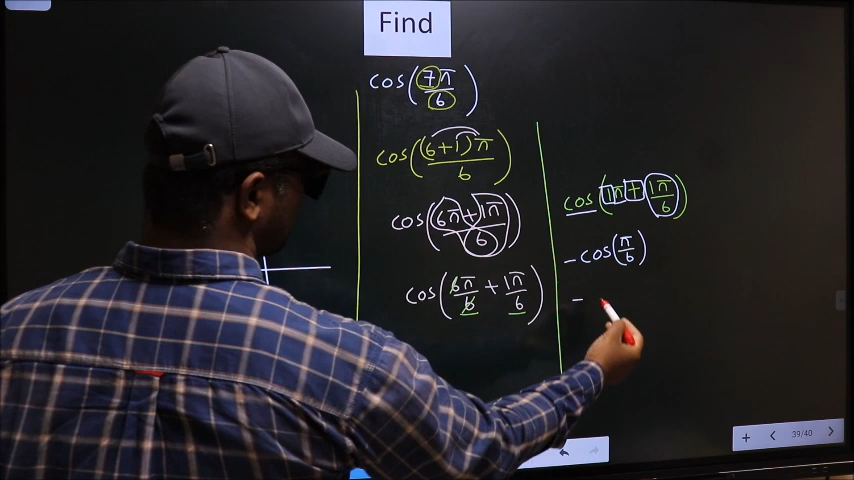 Find
cos(7π/6)
cos((6+1)π/6)
cos((6π+1π)/6)
cos(6π/6 + 1π/6)
cos(1π + 1π/6)
-cos(π/6)
-
39/40